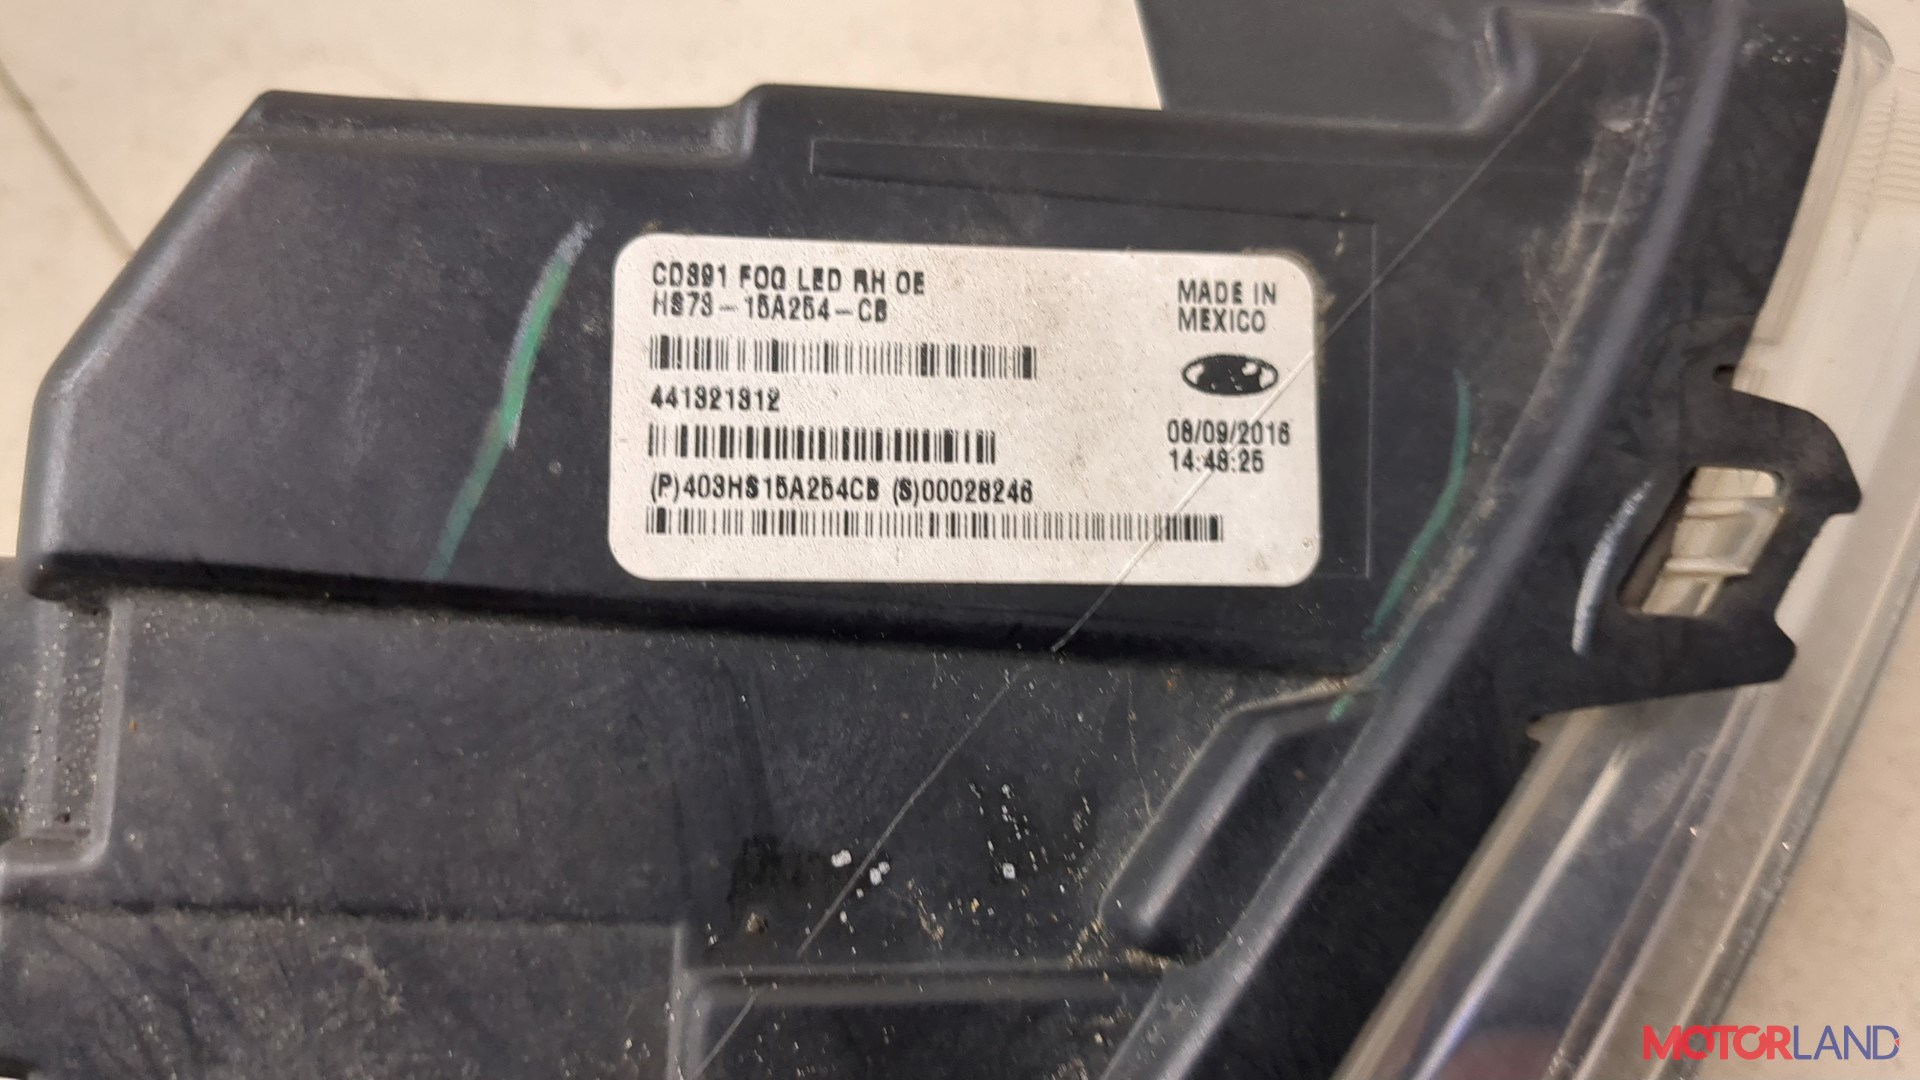 CD391 FOG LED RH OE
HS73-15A254-CB
MADE IN
MEXICO
441321312
08/09/2016
14:48:25
(P)403HS15A254CB (S)00028246
MOTORLAND